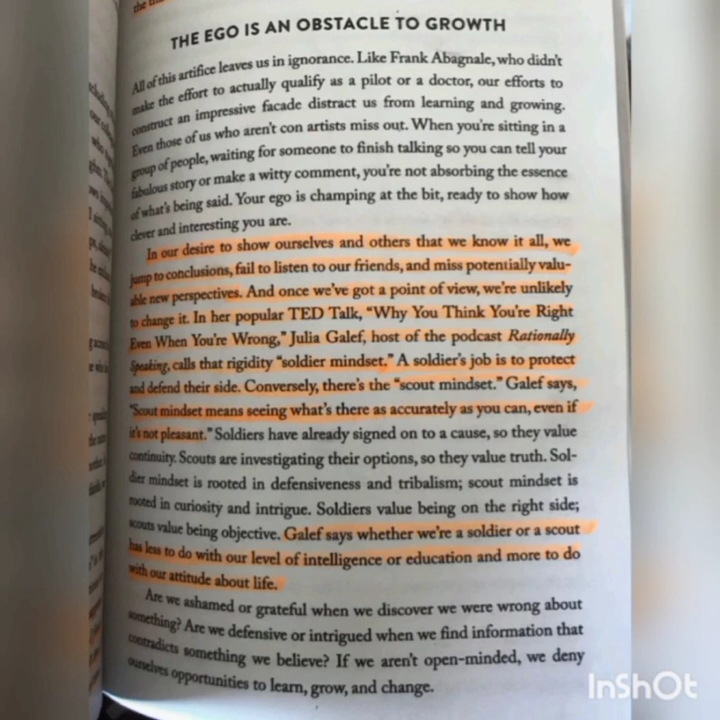 THE EGO IS AN OBSTACLE TO GROWTH
All of this artifice leaves us in ignorance. Like Frank Abagnale, who didn't
make the effort to actually qualify as a pilot or a doctor, our efforts to
construct an impressive facade distract us from learning and growing.
Even those of us who aren't con artists miss out. When you're sitting in a
group of people, waiting for someone to finish talking so you can tell your
fabulous story or make a witty comment, you're not absorbing the essence
of what's being said. Your ego is champing at the bit, ready to show how
clever and interesting you are.
In our desire to show ourselves and others that we know it all, we
jump to conclusions, fail to listen to our friends, and miss potentially valu-
able new perspectives. And once we've got a point of view, we're unlikely
to change it. In her popular TED Talk, “Why You Think You're Right
Even When You're Wrong,” Julia Galef, host of the podcast Rationally
Speaking, calls that rigidity “soldier mindset.” A soldier's job is to protect
and defend their side. Conversely, there's the “scout mindset.” Galef says,
“Scout mindset means seeing what's there as accurately as you can, even if
it's not pleasant.” Soldiers have already signed on to a cause, so they value
continuity. Scouts are investigating their options, so they value truth. Sol-
dier mindset is rooted in defensiveness and tribalism; scout mindset is
rooted in curiosity and intrigue. Soldiers value being on the right side;
scouts value being objective. Galef says whether we're a soldier or a scout
has less to do with our level of intelligence or education and more to do
with our attitude about life.
Are we ashamed or grateful when we discover we were wrong about
something? Are we defensive or intrigued when we find information that
contradicts something we believe? If we aren't open-minded, we deny
ourselves opportunities to learn, grow, and change.
InShOt